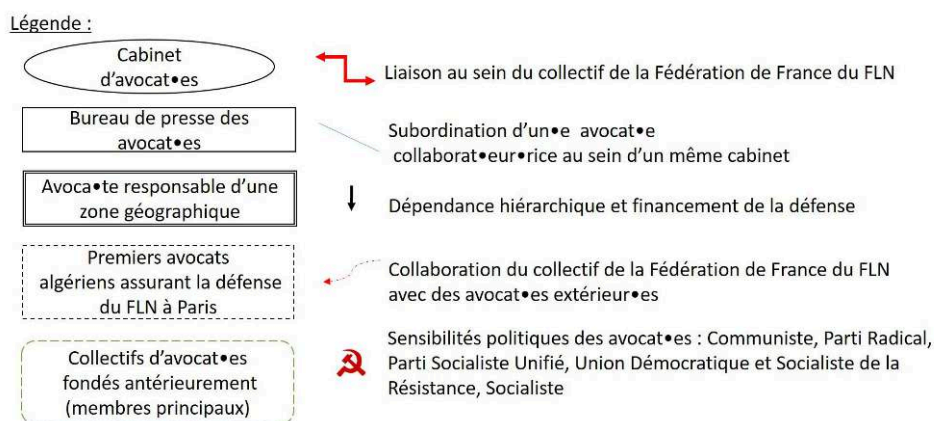 Légende :
Cabinet
d'avocat•es
Liaison au sein du collectif de la Fédération de France du FLN
Bureau de presse des
avocat•es
Subordination d'un•e avocat•e
collaborat•eur•rice au sein d'un même cabinet
Avoca•te responsable d'une
zone géographique
Dépendance hiérarchique et financement de la défense
Premiers avocats
algériens assurant la défense
du FLN à Paris
Collaboration du collectif de la Fédération de France du FLN
avec des avocat•es extérieur•es
Collectifs d'avocat•es
fondés antérieurement
(membres principaux)
Sensibilités politiques des avocat•es : Communiste, Parti Radical,
Parti Socialiste Unifié, Union Démocratique et Socialiste de la
Résistance, Socialiste